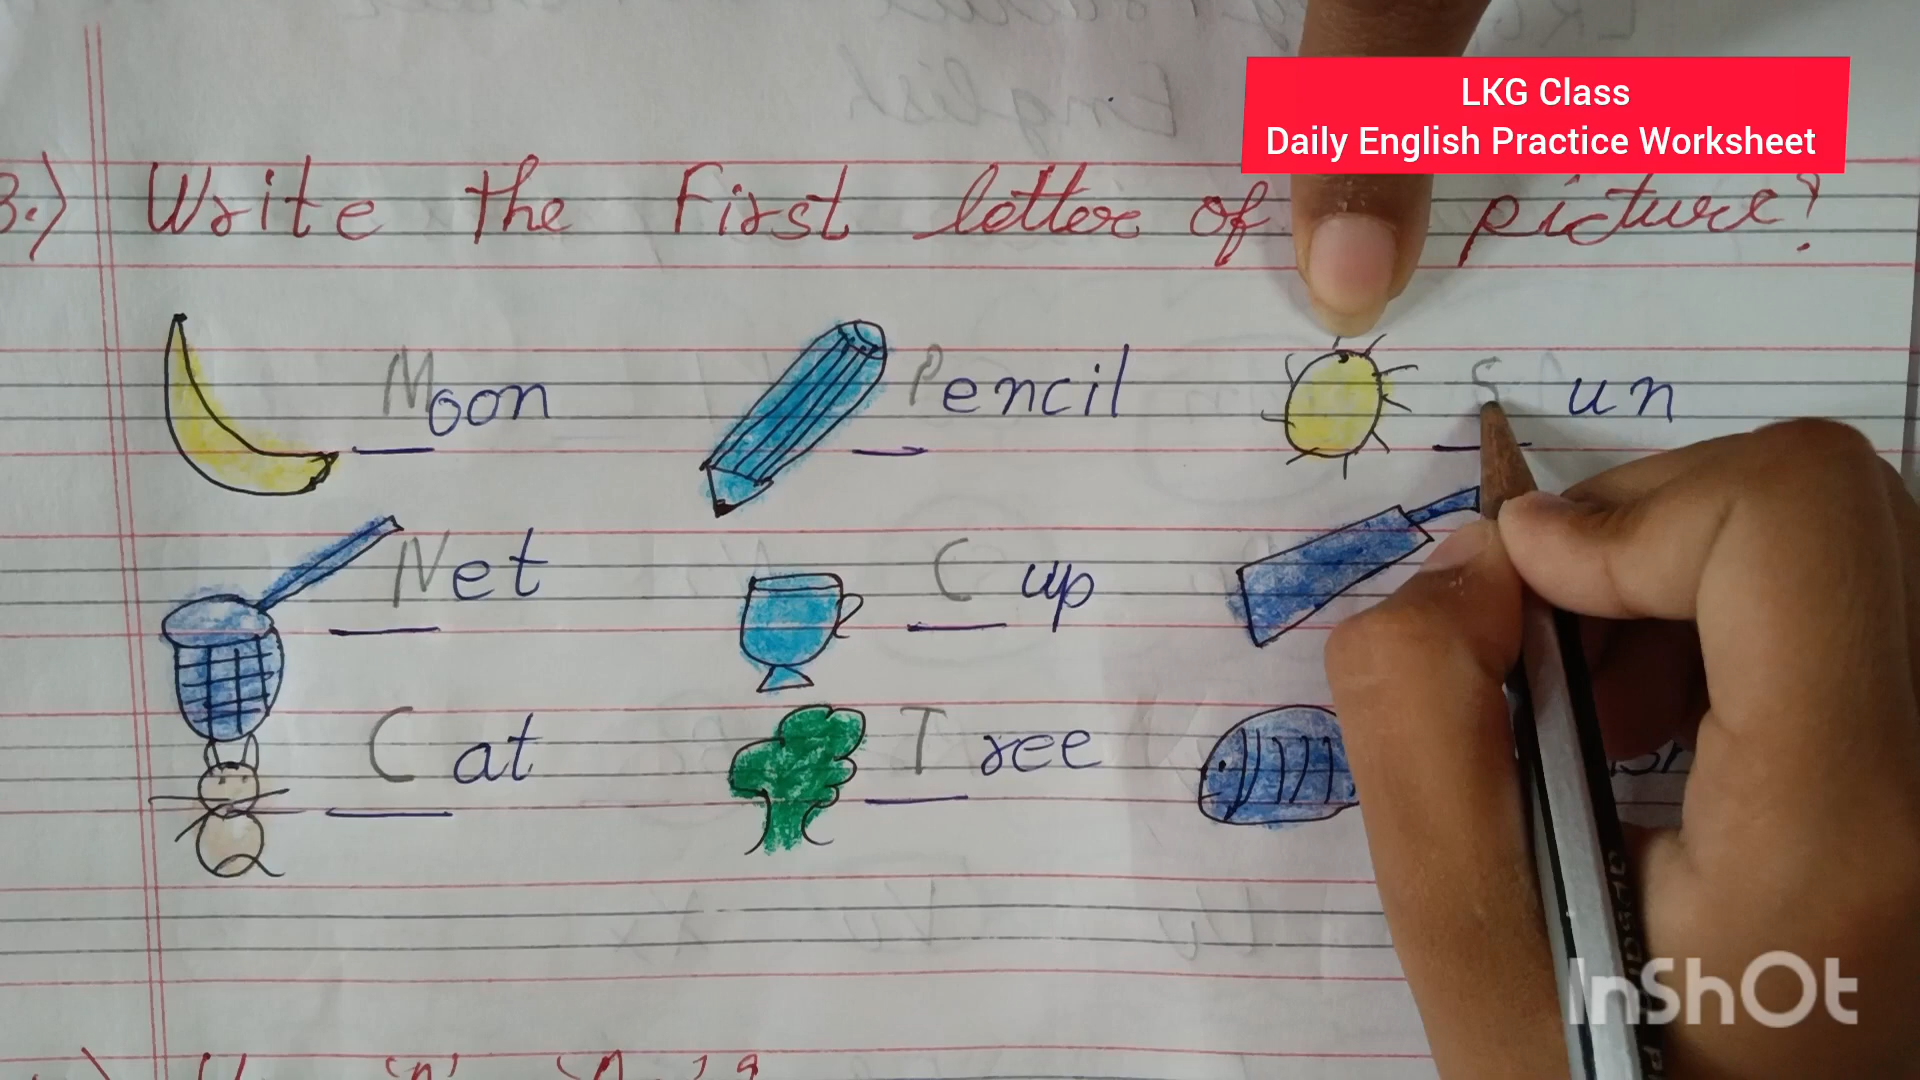 LKG Class
Daily English Practice Worksheet
3.) Write the First letter of picture?
Moon Pencil Sun
Net Cup
Cat Tree
InShOt